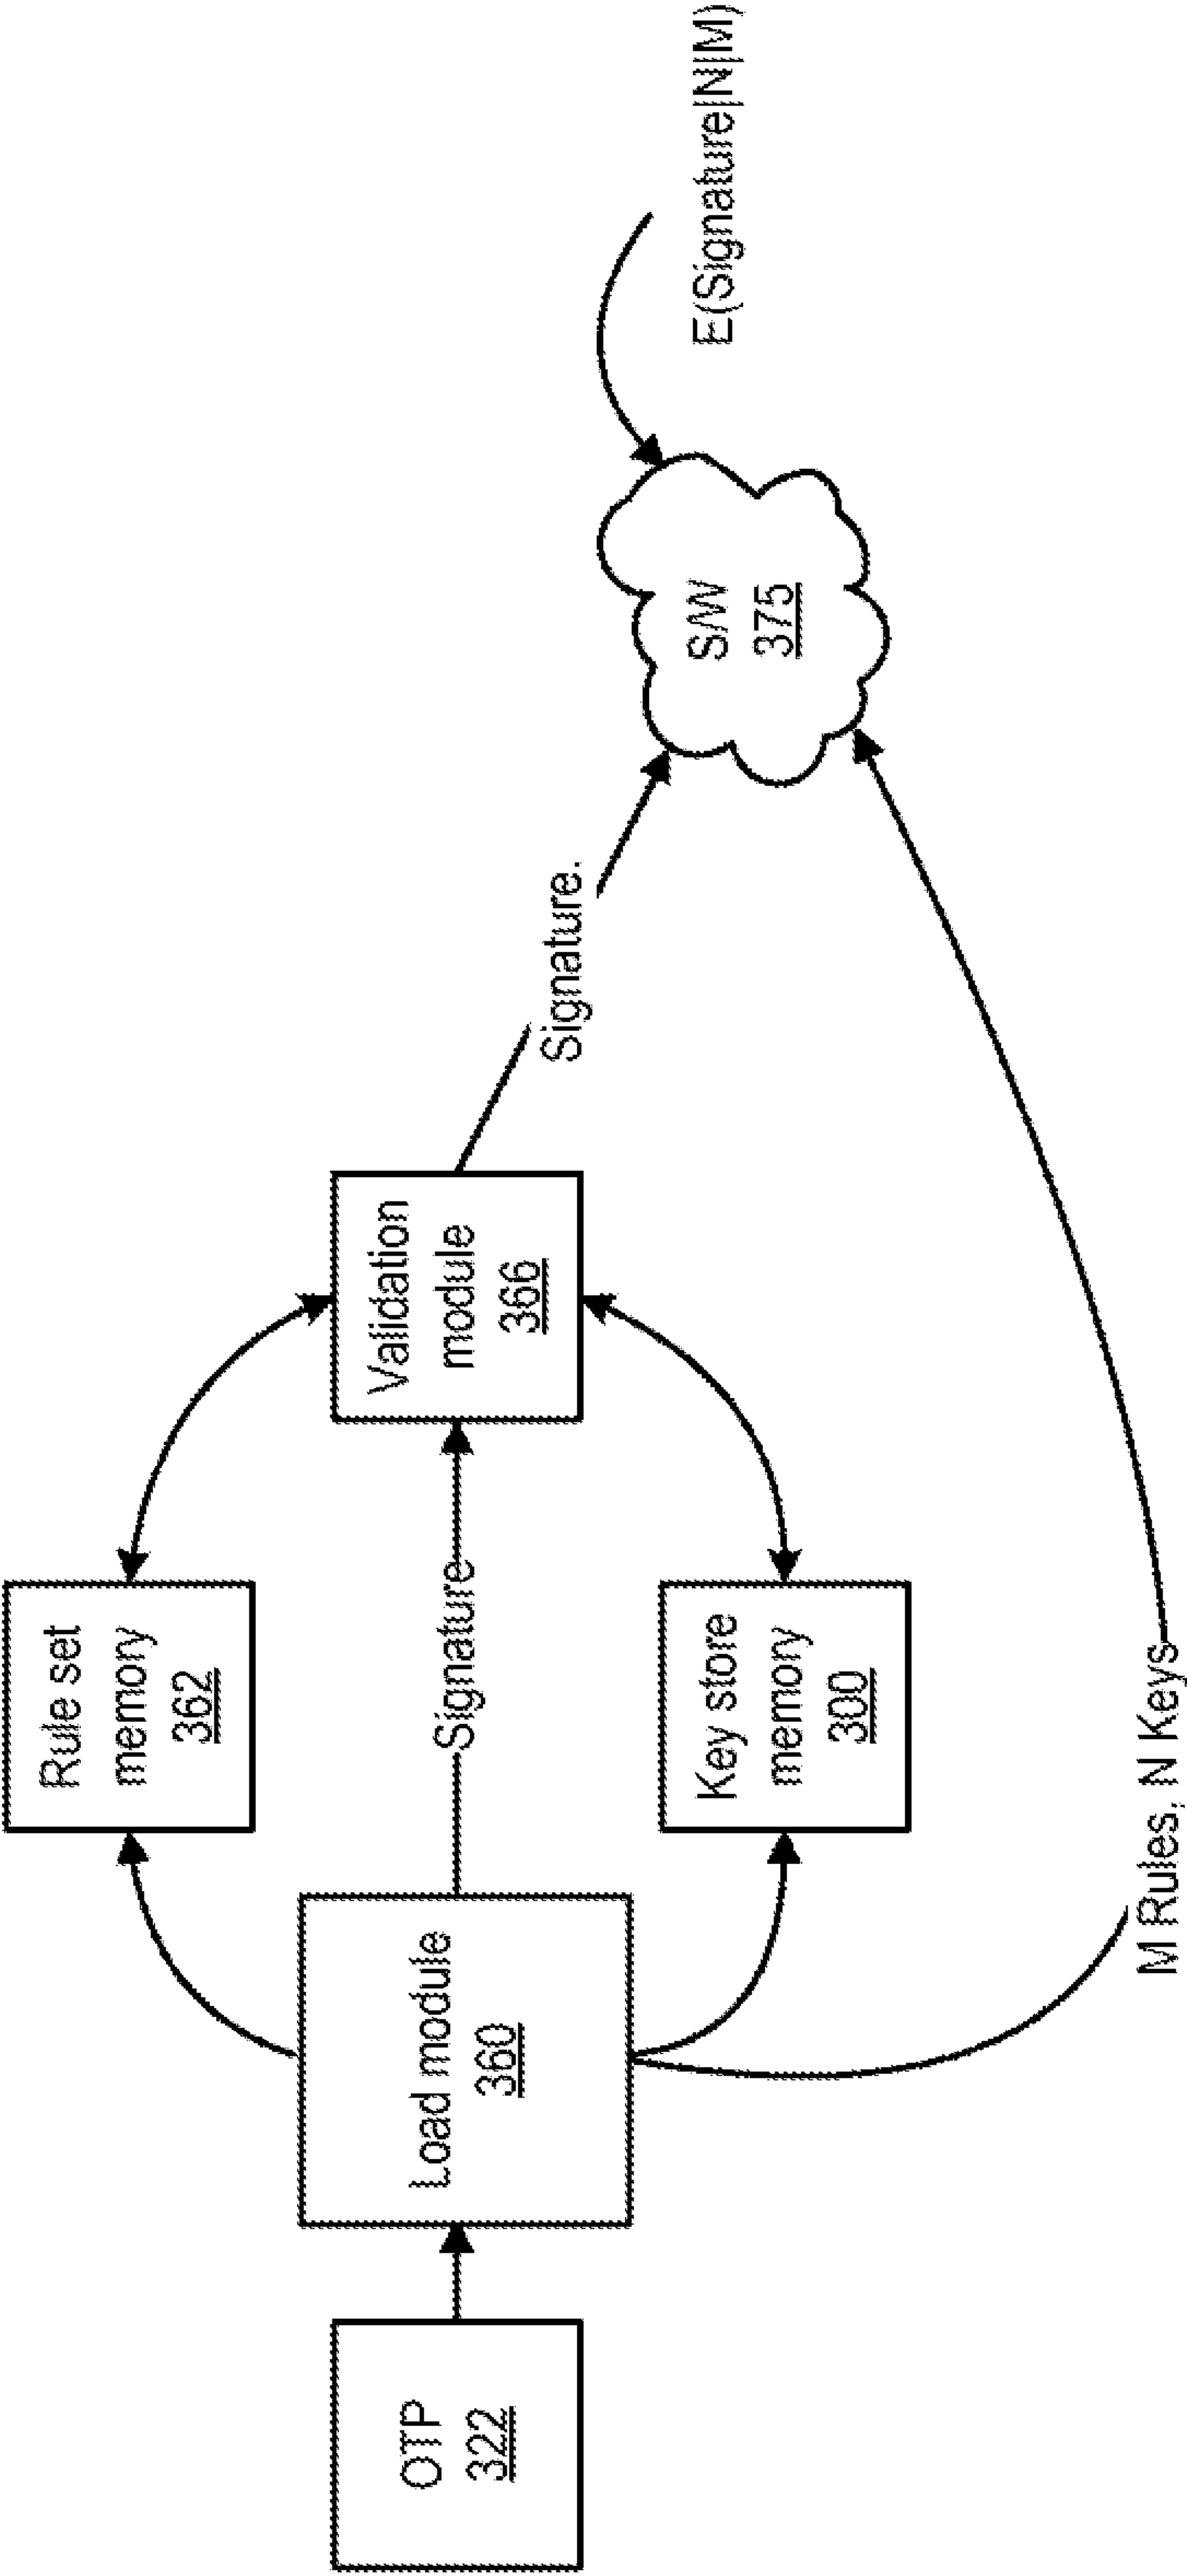 Rule set
memory
362
OTP
322
Load module
360
Signature
Validation
module
366
Signature.
S/W
375
E(Signature|N|M)
Key store
memory
300
M Rules, N Keys